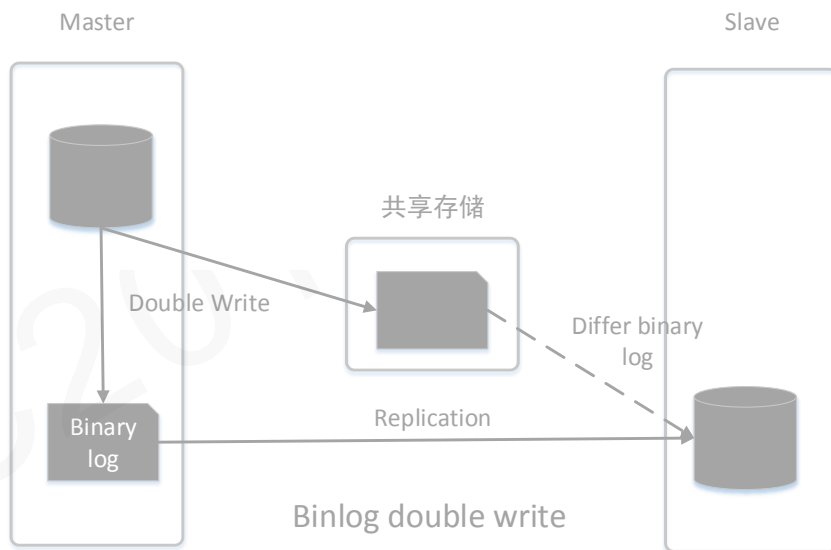 Master
Slave
共享存储
Double Write
Differ binary
log
Replication
Binary
log
Binlog double write